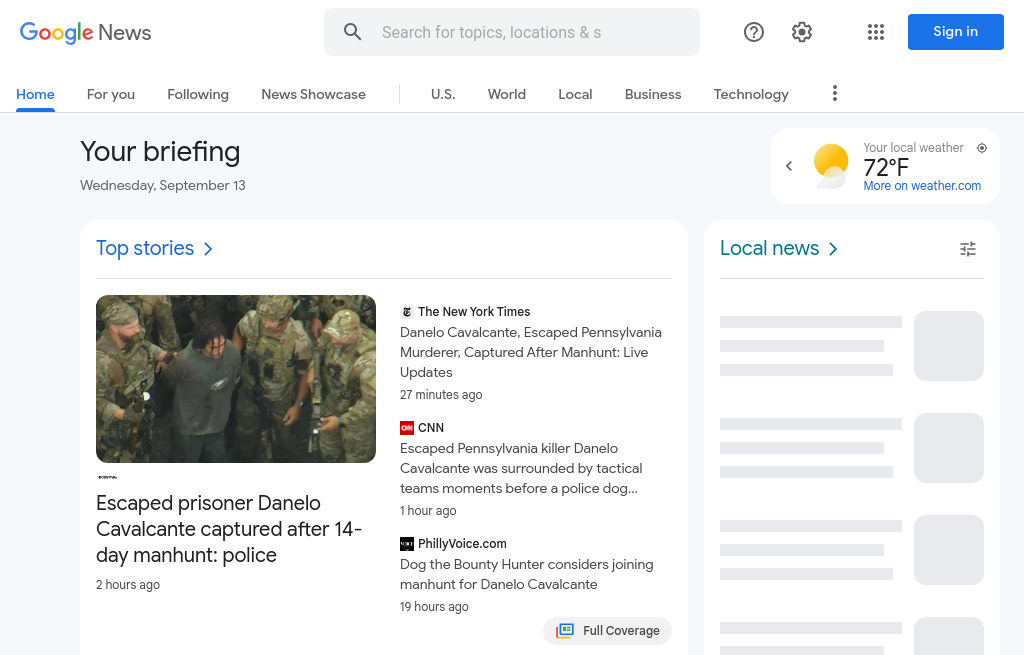 Google News
Search for topics, locations & s
Sign in
Home
For you
Following
News Showcase
U.S.
World
Local
Business
Technology
Your briefing
Wednesday, September 13
Your local weather
72°F
More on weather.com
Top stories
Local news
Escaped prisoner Danelo
Cavalcante captured after 14-
day manhunt: police
2 hours ago
The New York Times
Danelo Cavalcante, Escaped Pennsylvania
Murderer, Captured After Manhunt: Live
Updates
27 minutes ago
CNN
CNN
Escaped Pennsylvania killer Danelo
Cavalcante was surrounded by tactical
teams moments before a police dog...
1 hour ago
PhillyVoice.com
Dog the Bounty Hunter considers joining
manhunt for Danelo Cavalcante
19 hours ago
Full Coverage